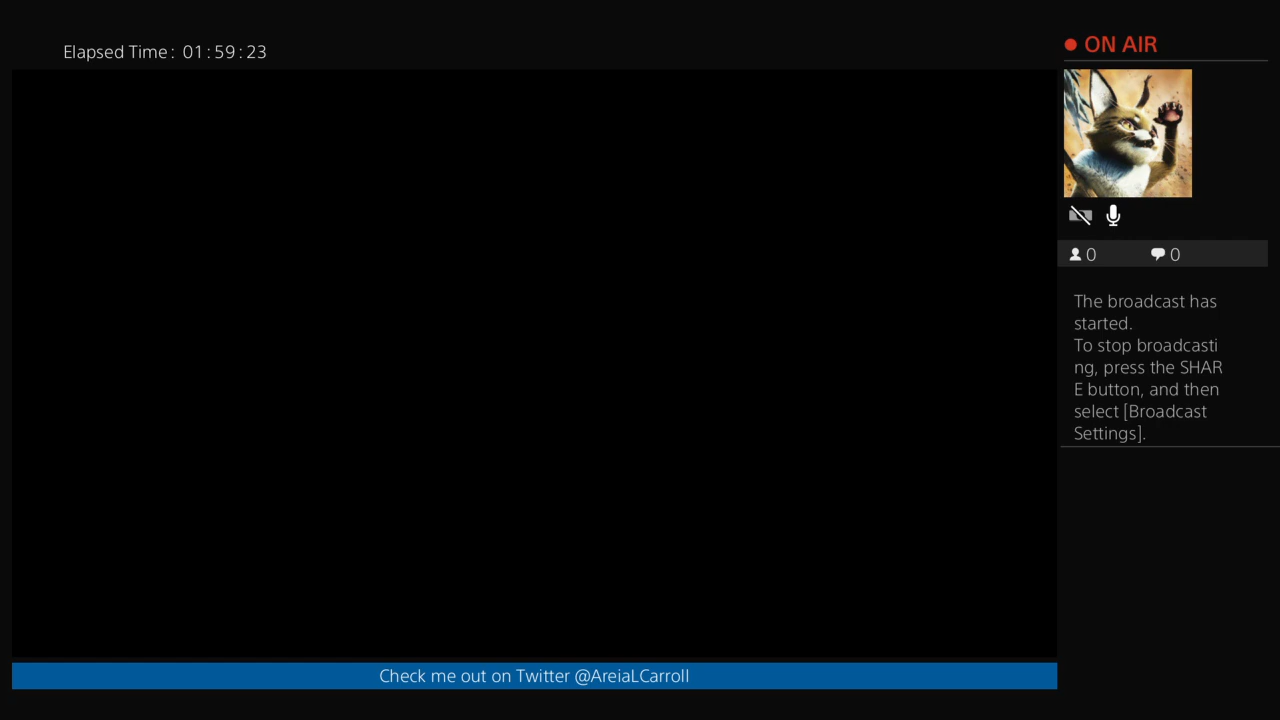 Elapsed Time: 01:59:23
ON AIR
0 0
The broadcast has
started.
To stop broadcasti
ng, press the SHAR
E button, and then
select [Broadcast
Settings].
Check me out on Twitter @AreiaLCarroll